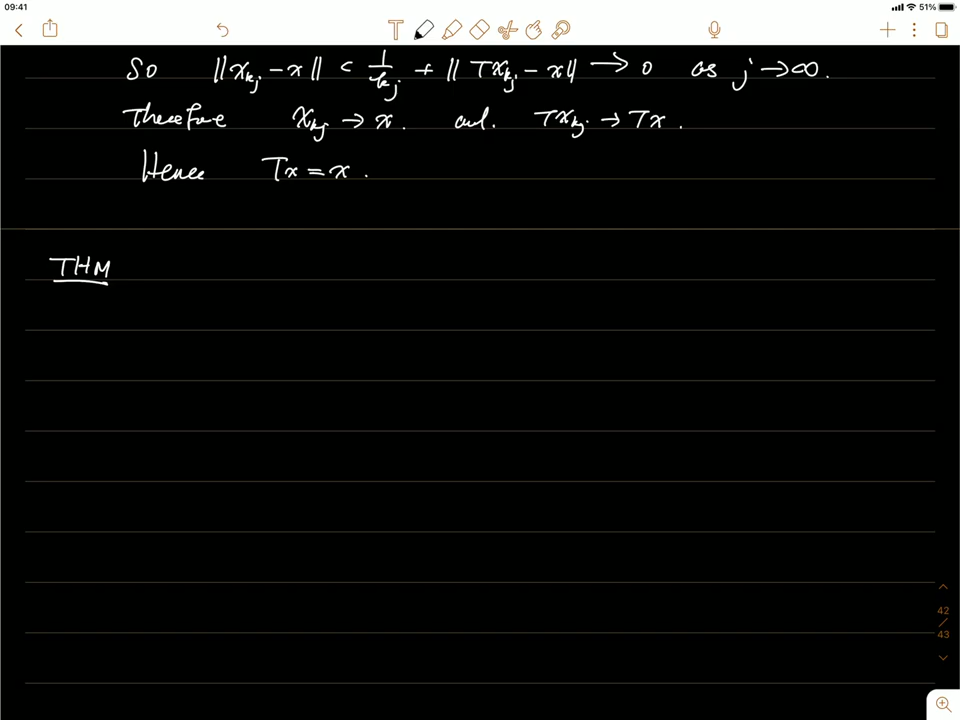 09:41 51%
So ‖x_{k_j} − x‖ < 1/k_j + ‖Tx_{k_j} − x‖ → 0 as j → ∞.
Therefore x_{k_j} → x. and. Tx_{k_j} → Tx.
Hence Tx = x.
THM
42
/
43